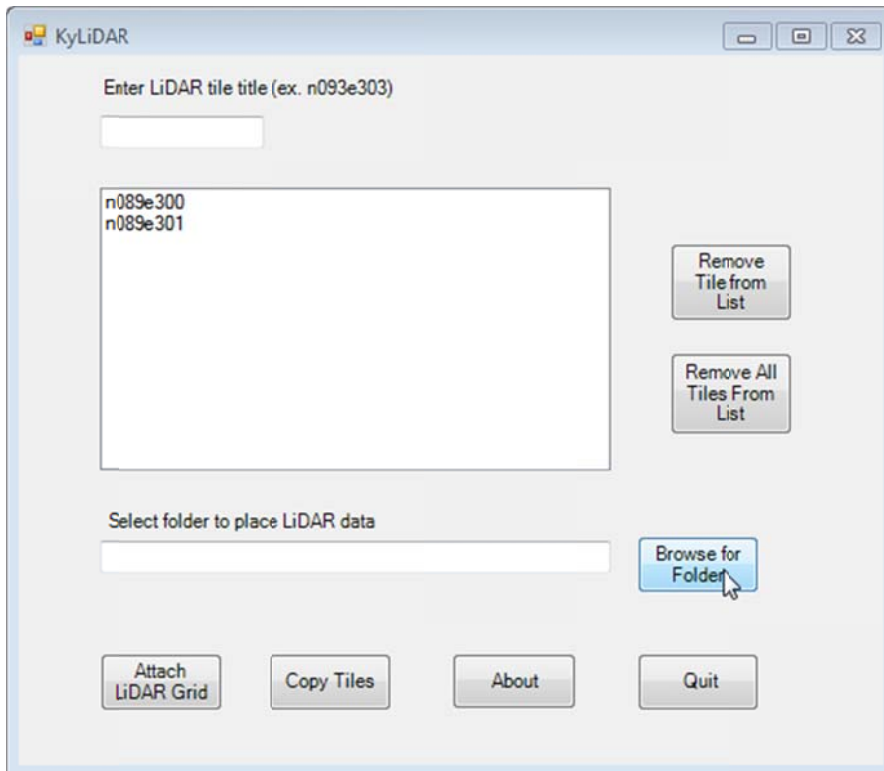 KyLiDAR
Enter LiDAR tile title (ex. n093e303)
n089e300
n089e301
Remove
Tile from
List
Remove All
Tiles From
List
Select folder to place LiDAR data
Browse for
Folder
Attach
LiDAR Grid
Copy Tiles
About
Quit